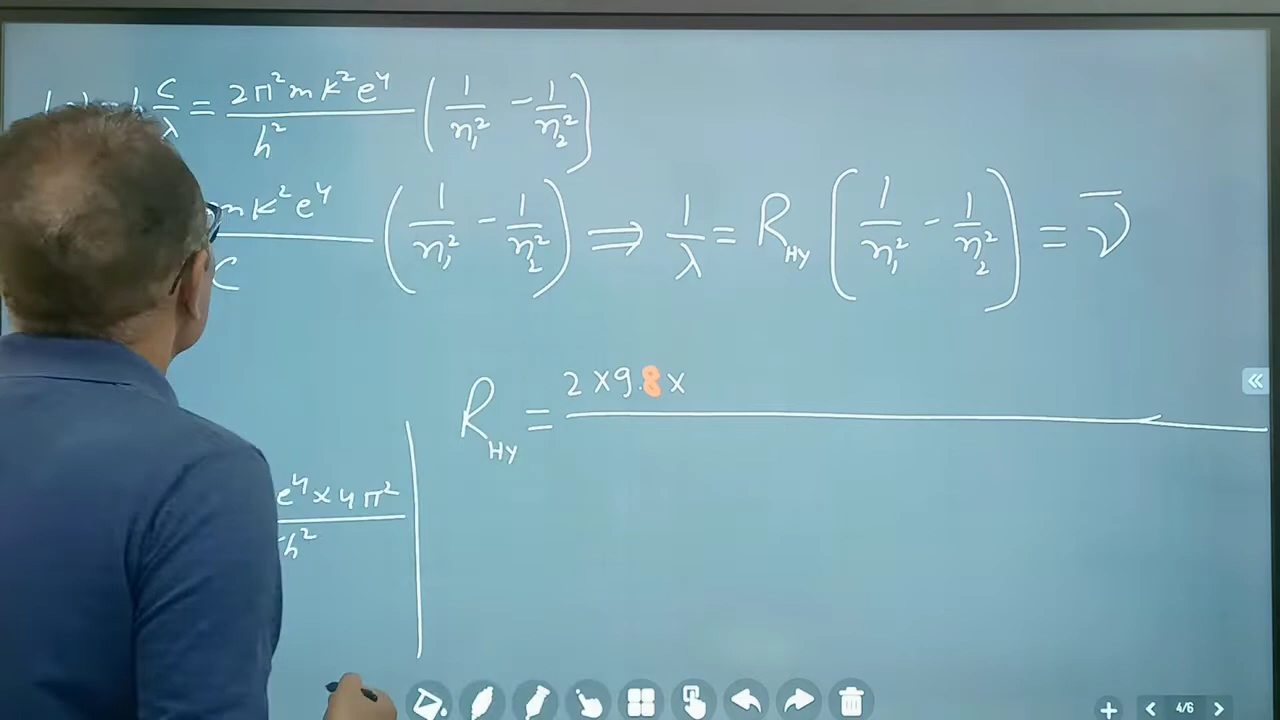 C/λ = 2π²mK²e⁴/h² (1/n₁² - 1/n₂²)
mK²e⁴/C (1/n₁² - 1/n₂²) ⇒ 1/λ = R_Hy (1/n₁² - 1/n₂²) = ν̄
R_Hy = 2×9.8×
e⁴×4π²/h²
4/6